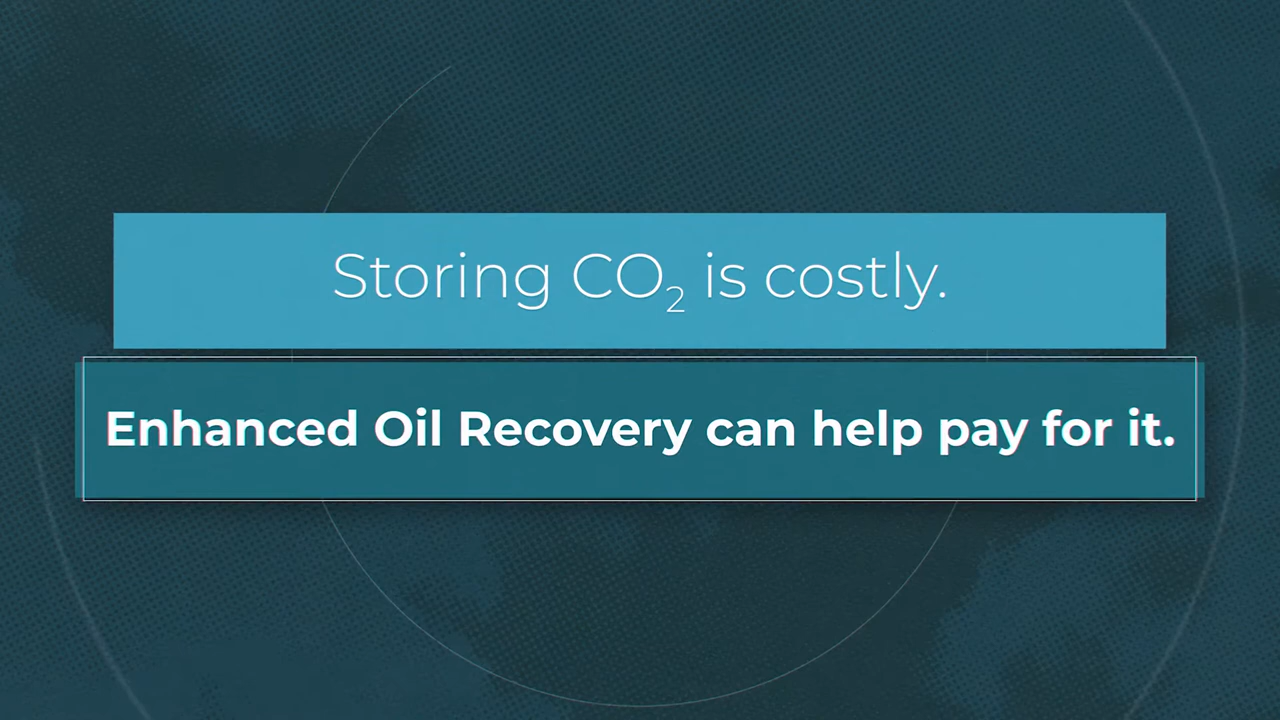 Storing CO₂ is costly.
Enhanced Oil Recovery can help pay for it.